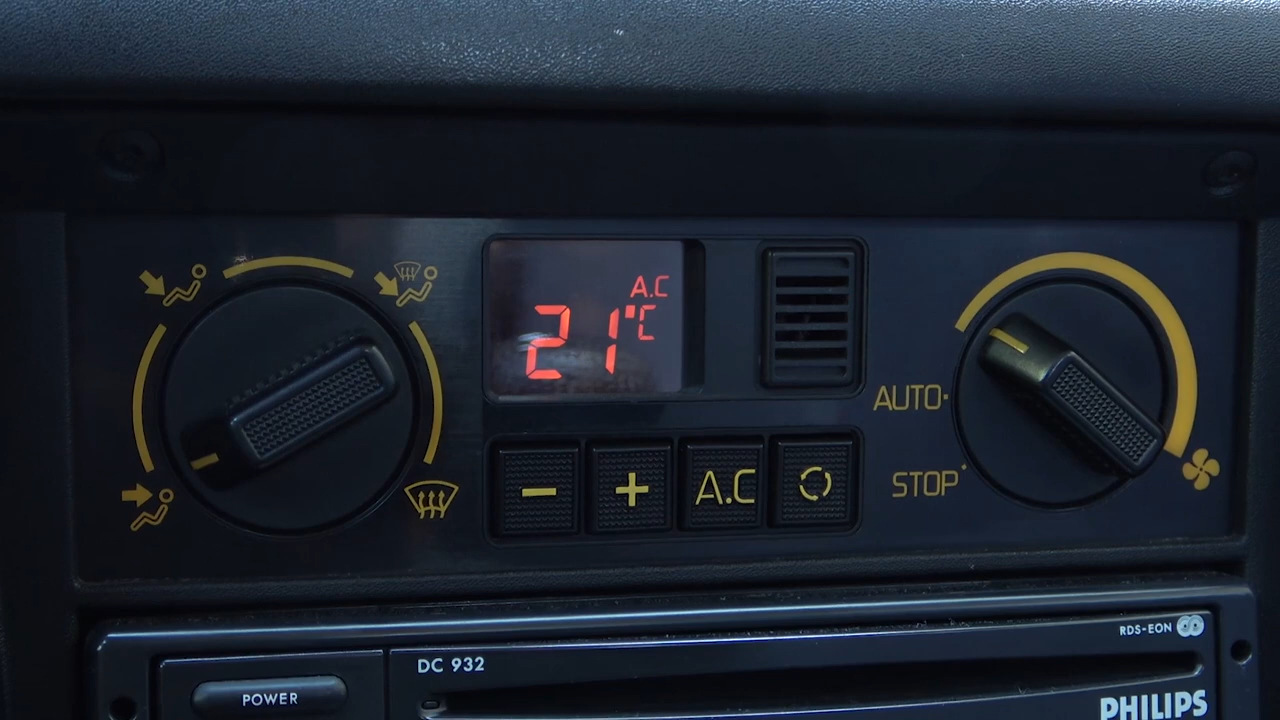 A.C
21°C
AUTO
STOP
− + A.C
RDS-EON
DC 932
POWER
PHILIPS